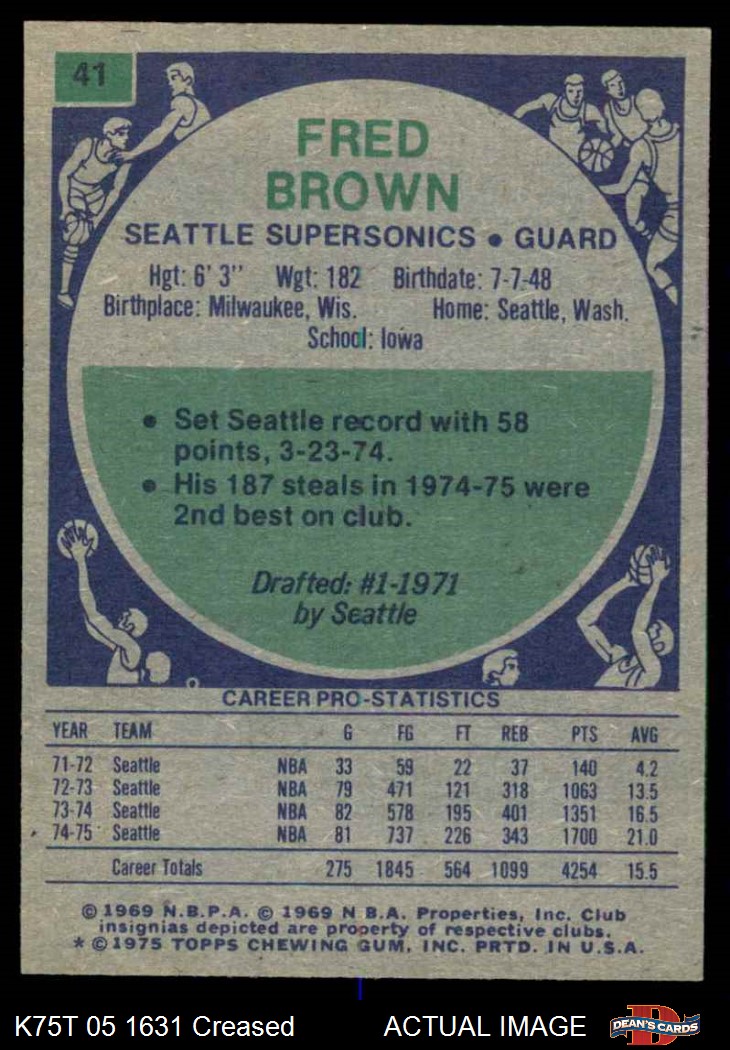 41
FRED
BROWN
SEATTLE SUPERSONICS • GUARD
Hgt: 6' 3" Wgt: 182 Birthdate: 7-7-48
Birthplace: Milwaukee, Wis. Home: Seattle, Wash.
School: Iowa
• Set Seattle record with 58
points, 3-23-74.
• His 187 steals in 1974-75 were
2nd best on club.
Drafted: #1-1971
by Seattle
CAREER PRO-STATISTICS
YEAR TEAM G FG FT REB PTS AVG
71-72 Seattle NBA 33 59 22 37 140 4.2
72-73 Seattle NBA 79 471 121 318 1063 13.5
73-74 Seattle NBA 82 578 195 401 1351 16.5
74-75 Seattle NBA 81 737 226 343 1700 21.0
Career Totals 275 1845 564 1099 4254 15.5
© 1969 N.B.P.A. © 1969 N B.A. Properties, Inc. Club
insignias depicted are property of respective clubs.
* © 1975 TOPPS CHEWING GUM, INC. PRTD. IN U.S.A.
K75T 05 1631 Creased ACTUAL IMAGE
DEAN'S CARDS